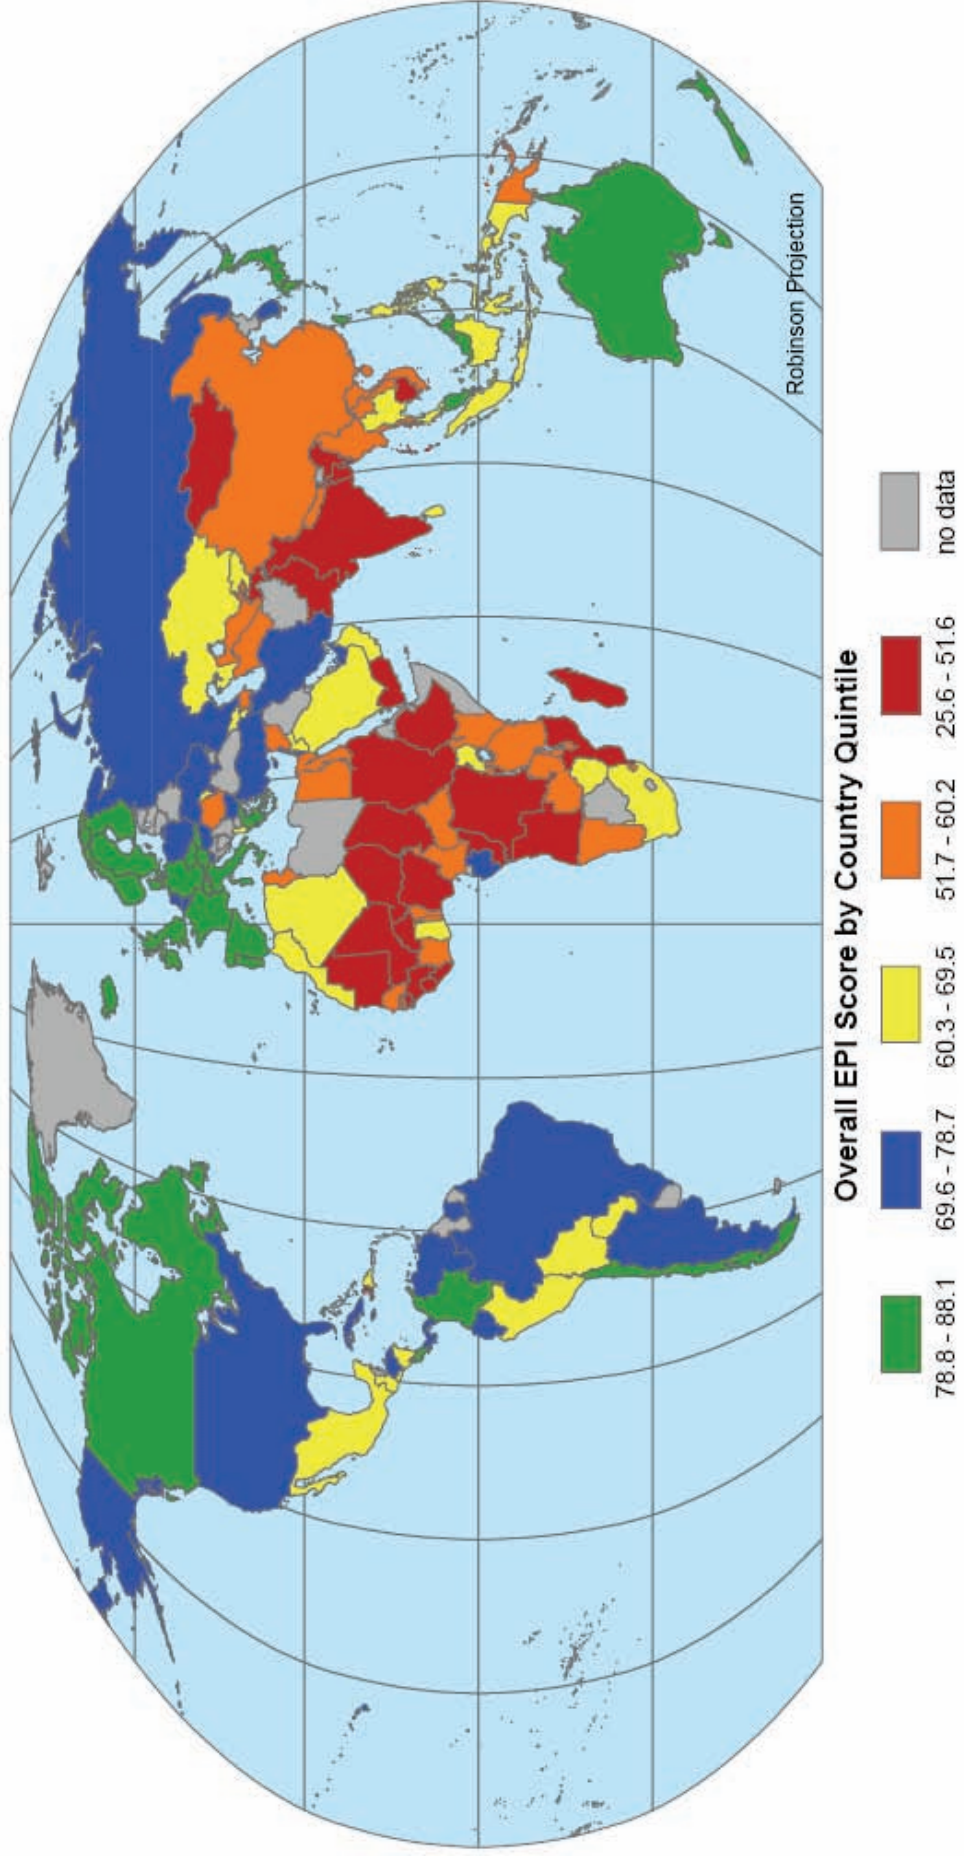 Robinson Projection
Overall EPI Score by Country Quintile
78.8 - 88.1
69.6 - 78.7
60.3 - 69.5
51.7 - 60.2
25.6 - 51.6
no data